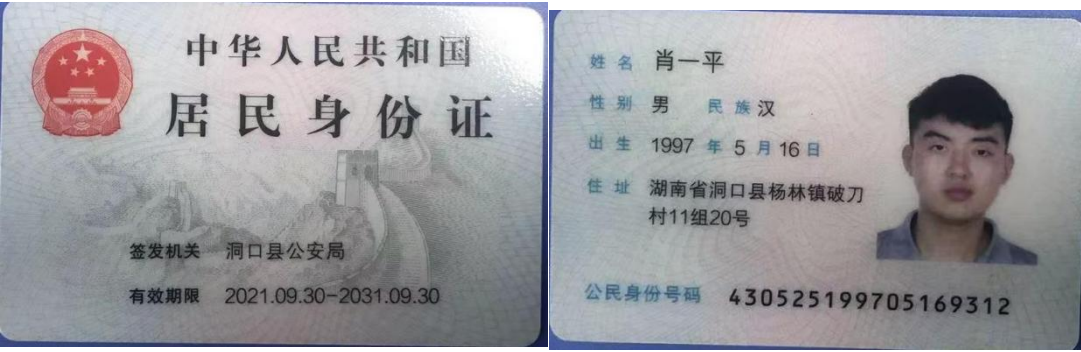 中华人民共和国
居民身份证
签发机关 洞口县公安局
有效期限 2021.09.30-2031.09.30
姓名 肖一平
性别 男 民族 汉
出生 1997 年 5 月 16 日
住址 湖南省洞口县杨林镇破刀
村11组20号
公民身份号码 430525199705169312